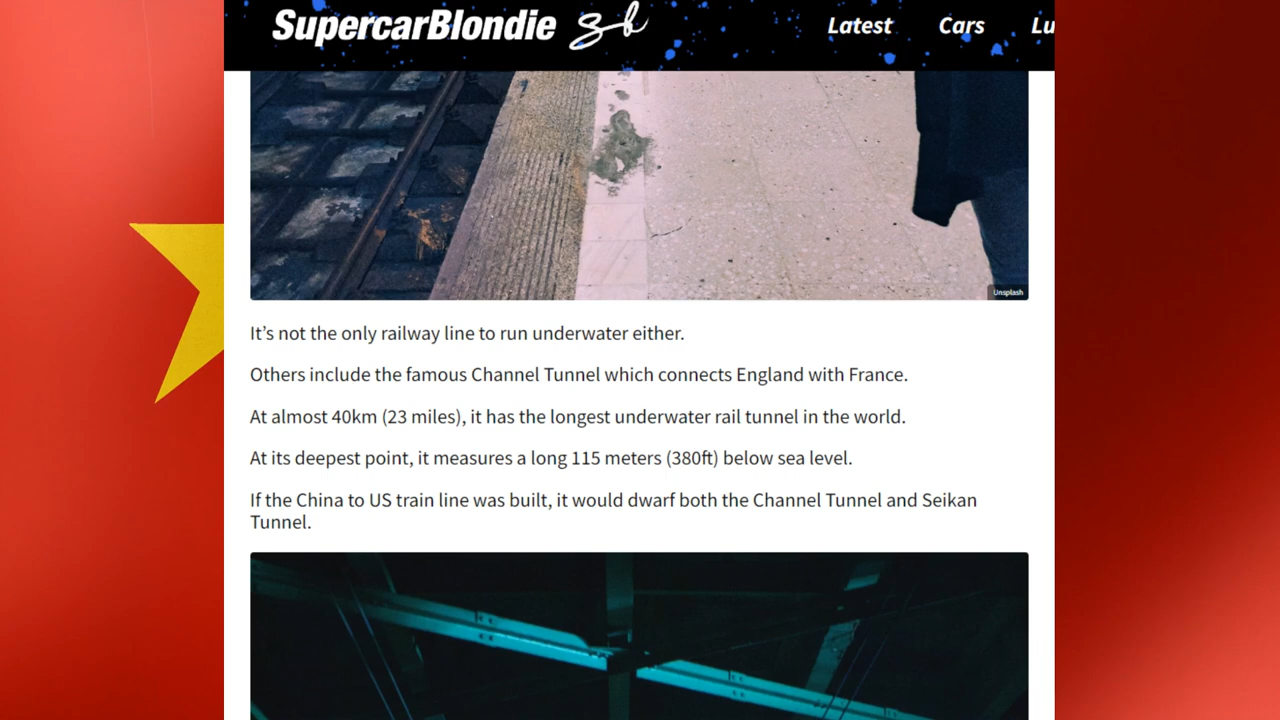 SupercarBlondie Sb Latest Cars Lu
Unsplash
It’s not the only railway line to run underwater either.
Others include the famous Channel Tunnel which connects England with France.
At almost 40km (23 miles), it has the longest underwater rail tunnel in the world.
At its deepest point, it measures a long 115 meters (380ft) below sea level.
If the China to US train line was built, it would dwarf both the Channel Tunnel and Seikan
Tunnel.